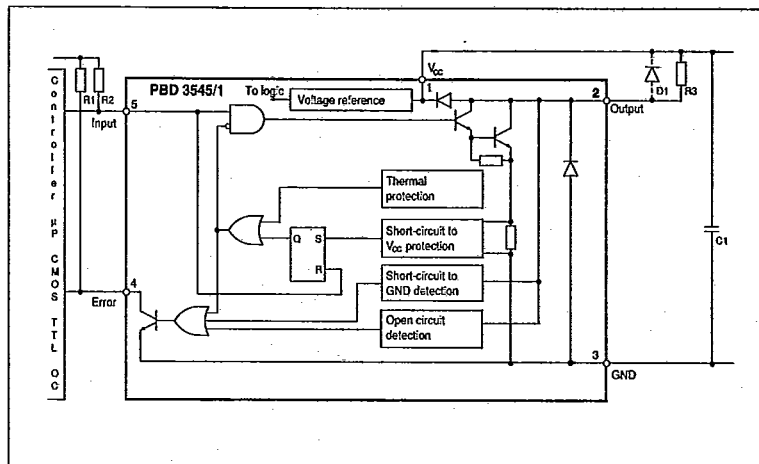 PBD 3545/1
V_CC
1
To logic
Voltage reference
R1
R2
5
Input
2
Output
D1
R3
Thermal
protection
Q
S
R
Short-circuit to
V_CC protection
Short-circuit to
GND detection
Open circuit
detection
4
Error
3
GND
C1
Controller µP CMOS TTL OC